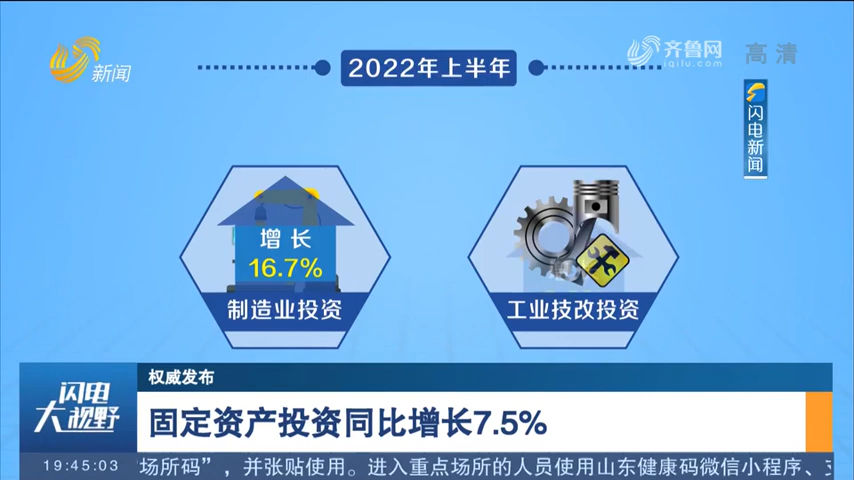 新闻
2022年上半年
齐鲁网
iqilu.com
高清
闪电新闻
增长
16.7%
制造业投资
工业技改投资
闪电
大视野
权威发布
固定资产投资同比增长7.5%
19:45:03
“场所码”，并张贴使用。进入重点场所的人员使用山东健康码微信小程序、